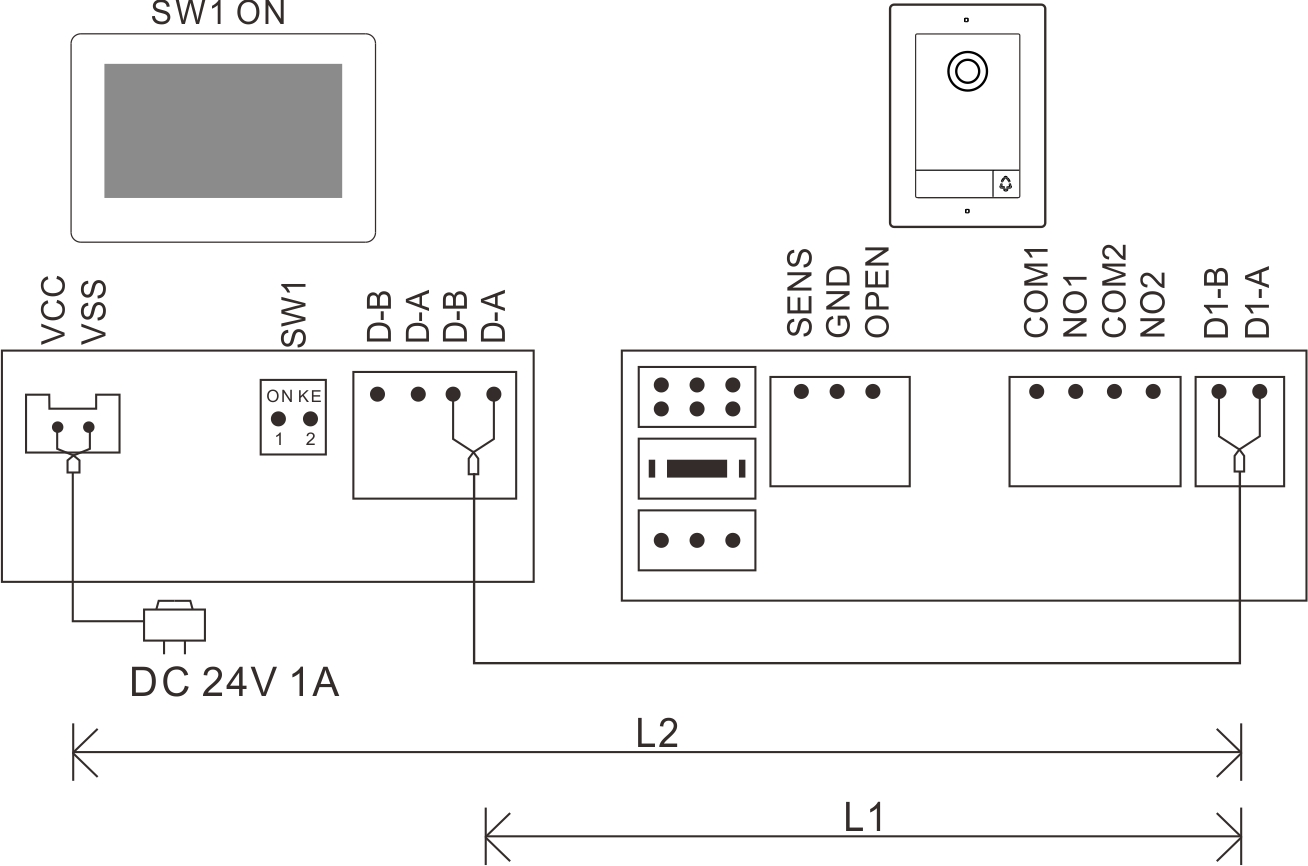 SW1 ON
VCC
VSS
SW1
D-B
D-A
D-B
D-A
SENS
GND
OPEN
COM1
NO1
COM2
NO2
D1-B
D1-A
ON KE
1 2
DC 24V 1A
L2
L1